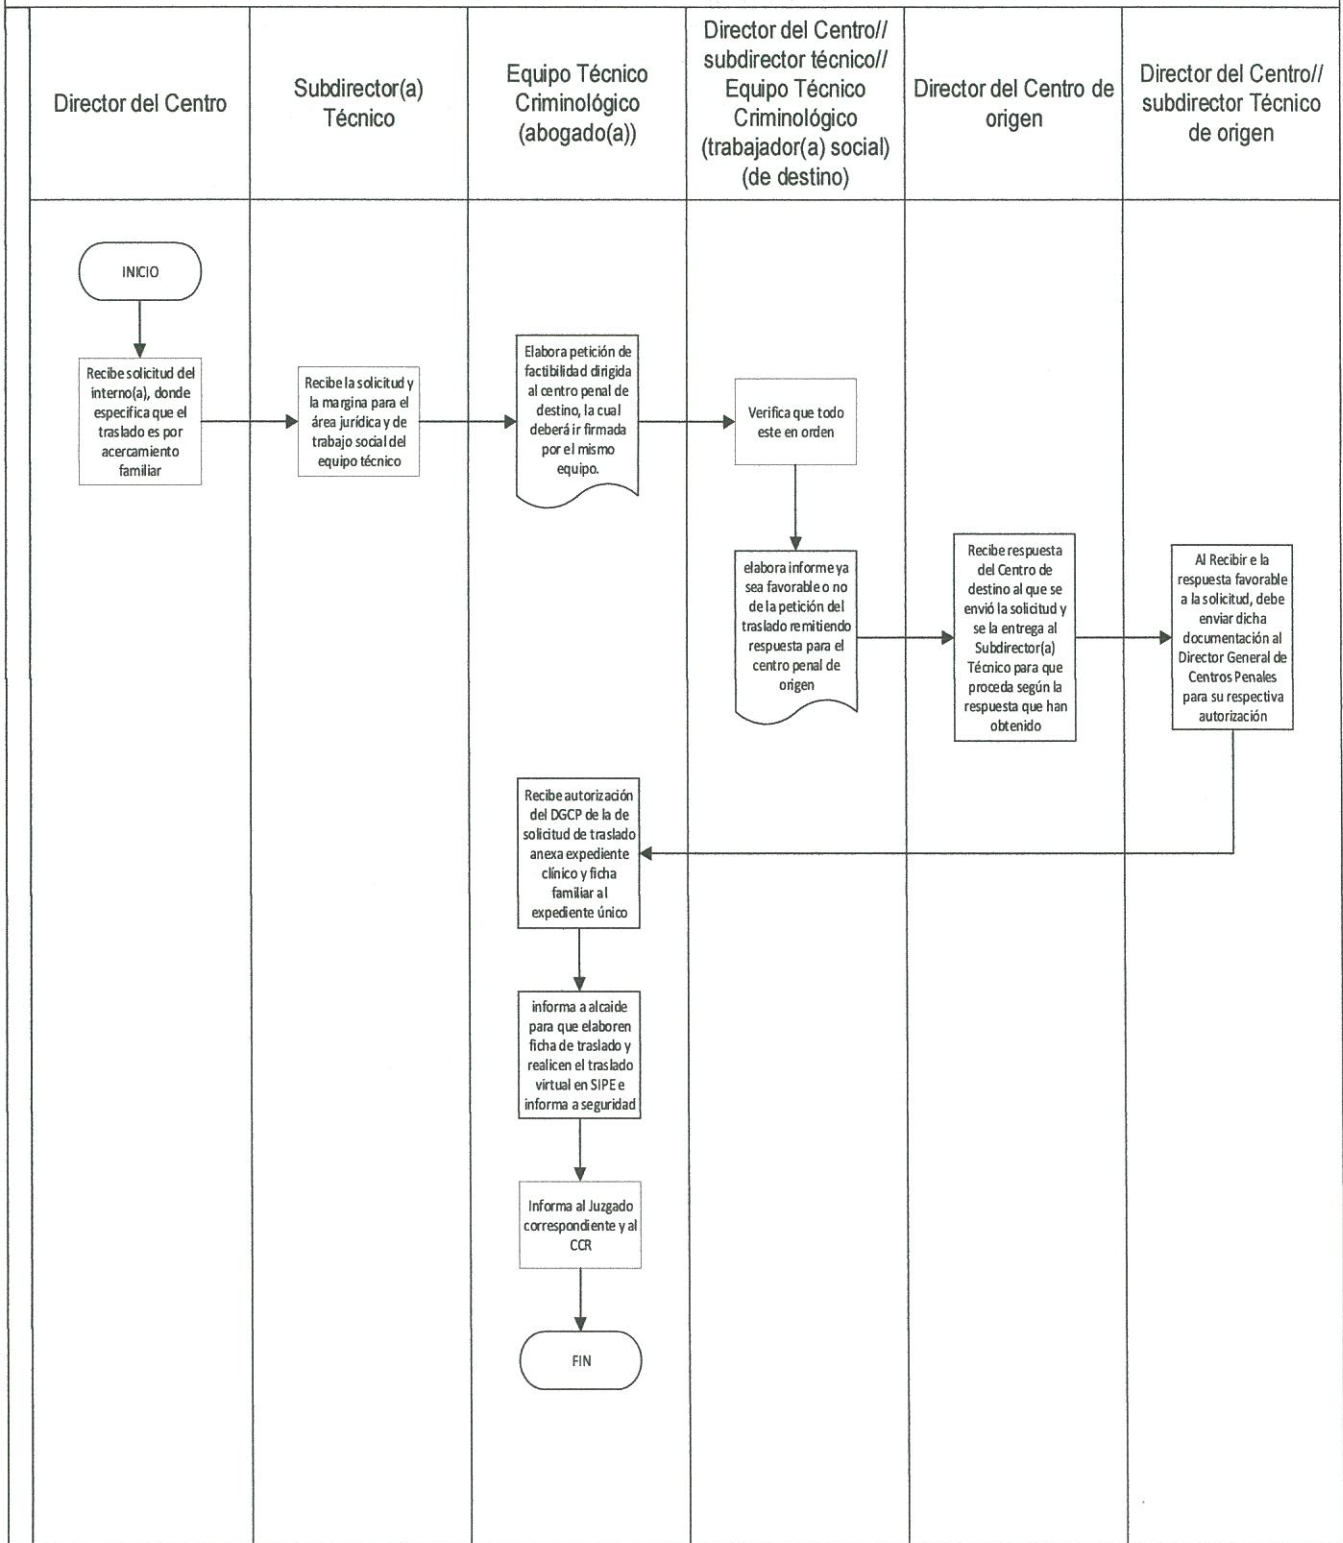 Director del Centro
Subdirector(a)
Técnico
Equipo Técnico
Criminológico
(abogado(a))
Director del Centro//
subdirector técnico//
Equipo Técnico
Criminológico
(trabajador(a) social)
(de destino)
Director del Centro de
origen
Director del Centro//
subdirector Técnico
de origen
INICIO
Recibe solicitud del
interno(a), donde
especifica que el
traslado es por
acercamiento
familiar
Recibe la solicitud y
la margina para el
área jurídica y de
trabajo social del
equipo técnico
Elabora petición de
factibilidad dirigida
al centro penal de
destino, la cual
deberá ir firmada
por el mismo
equipo.
Verifica que todo
este en orden
elabora informe ya
sea favorable o no
de la petición del
traslado remitiendo
respuesta para el
centro penal de
origen
Recibe respuesta
del Centro de
destino al que se
envió la solicitud y
se la entrega al
Subdirector(a)
Técnico para que
proceda según la
respuesta que han
obtenido
Al Recibir e la
respuesta favorable
a la solicitud, debe
enviar dicha
documentación al
Director General de
Centros Penales
para su respectiva
autorización
Recibe autorización
del DGCP de la de
solicitud de traslado
anexa expediente
clínico y ficha
familiar al
expediente único
informa a alcaide
para que elaboren
ficha de traslado y
realicen el traslado
virtual en SIPE e
informa a seguridad
Informa al Juzgado
correspondiente y al
CCR
FIN